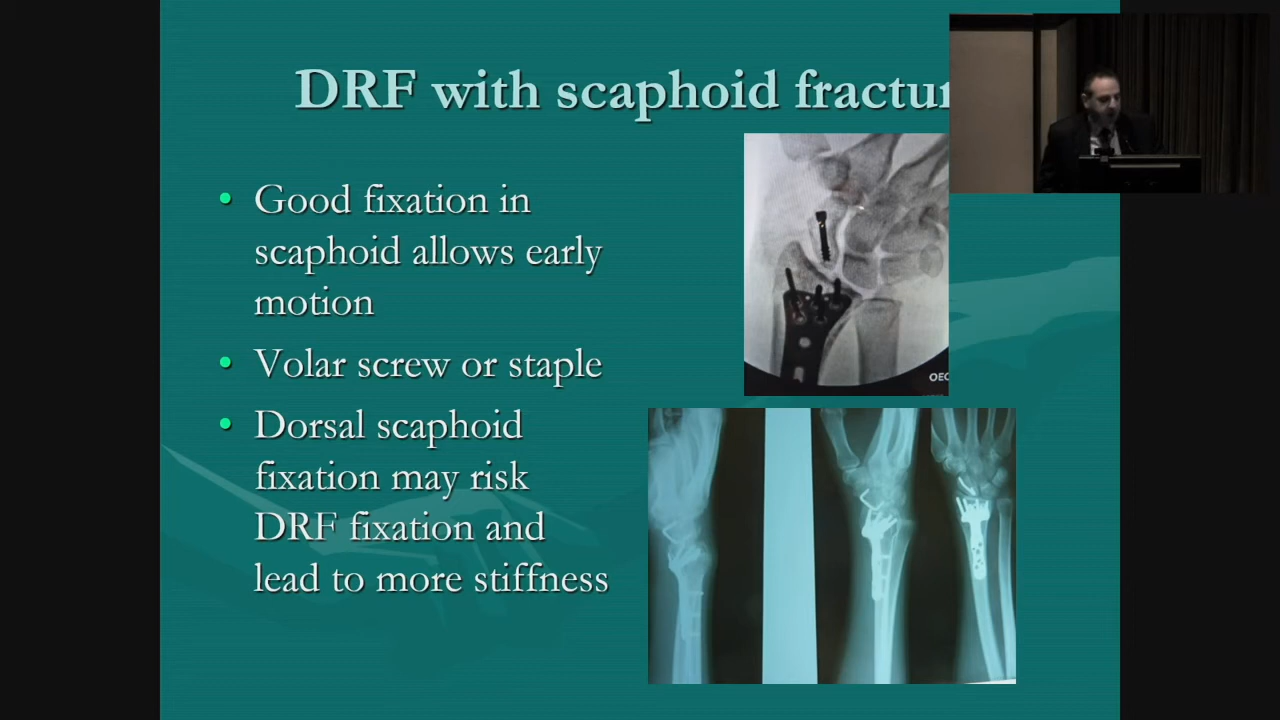 DRF with scaphoid
• Good fixation in
scaphoid allows early
motion
• Volar screw or staple
• Dorsal scaphoid
fixation may risk
DRF fixation and
lead to more stiffness